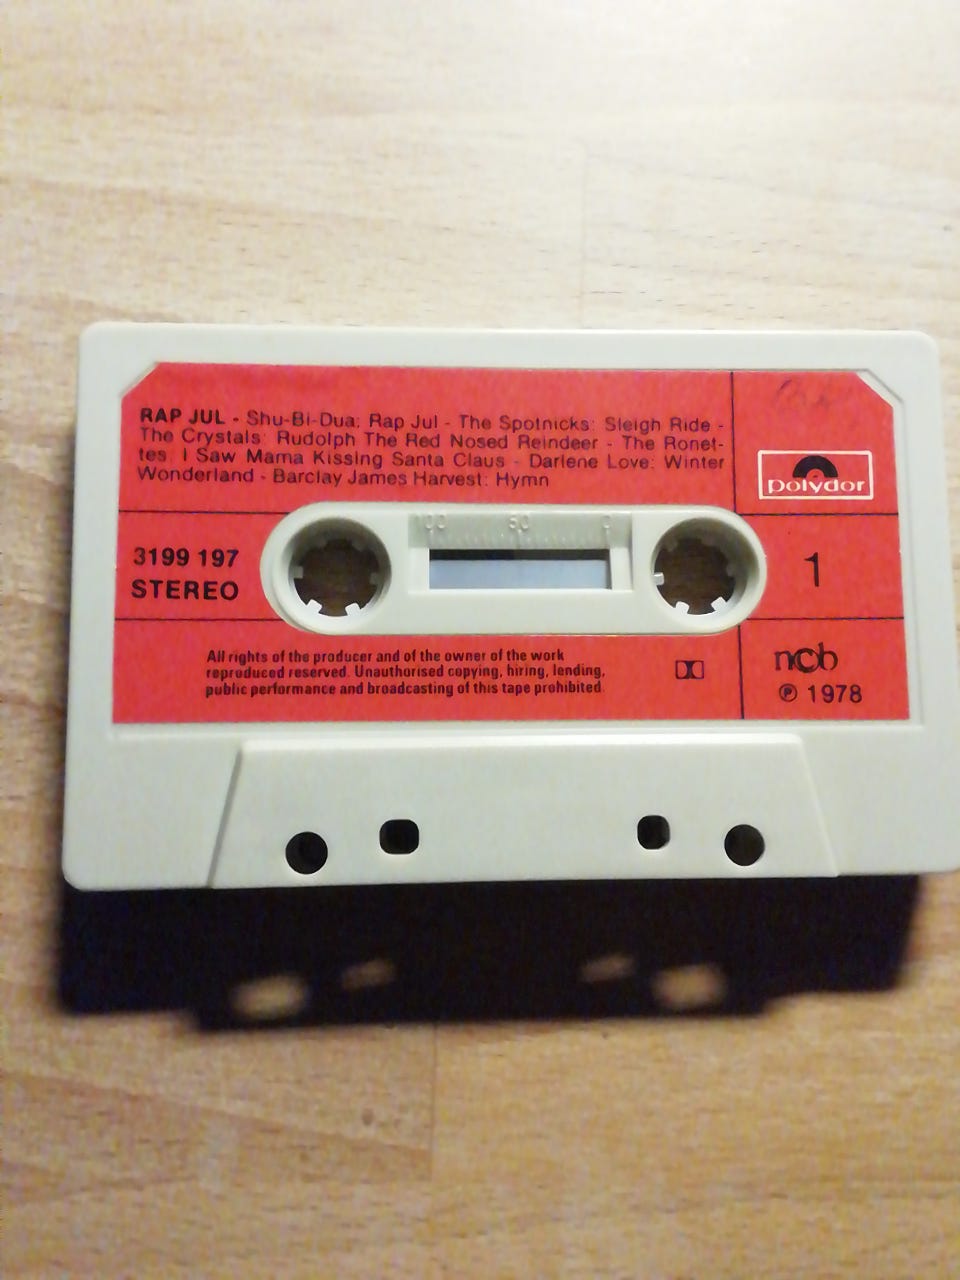 RAP JUL - Shu-Bi-Dua: Rap Jul - The Spotnicks: Sleigh Ride -
The Crystals: Rudolph The Red Nosed Reindeer - The Ronet-
tes: I Saw Mama Kissing Santa Claus - Darlene Love: Winter
Wonderland - Barclay James Harvest: Hymn
polydor
100 50 0
3199 197
STEREO
1
All rights of the producer and of the owner of the work
reproduced reserved. Unauthorised copying, hiring, lending,
public performance and broadcasting of this tape prohibited.
ncb
℗ 1978